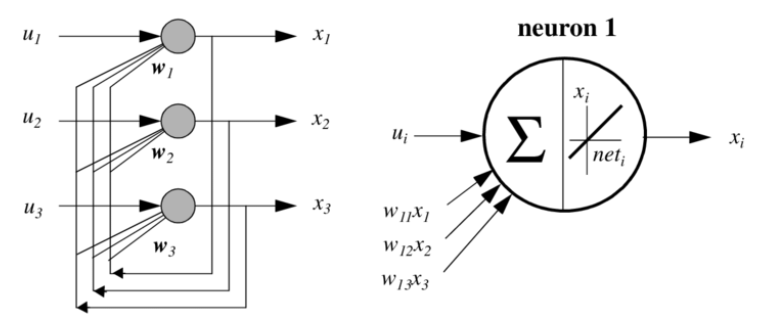 u₁ x₁
w₁
u₂ x₂
w₂
u₃ x₃
w₃
neuron 1
xᵢ
uᵢ Σ xᵢ
netᵢ
w₁₁x₁
w₁₂x₂
w₁₃x₃